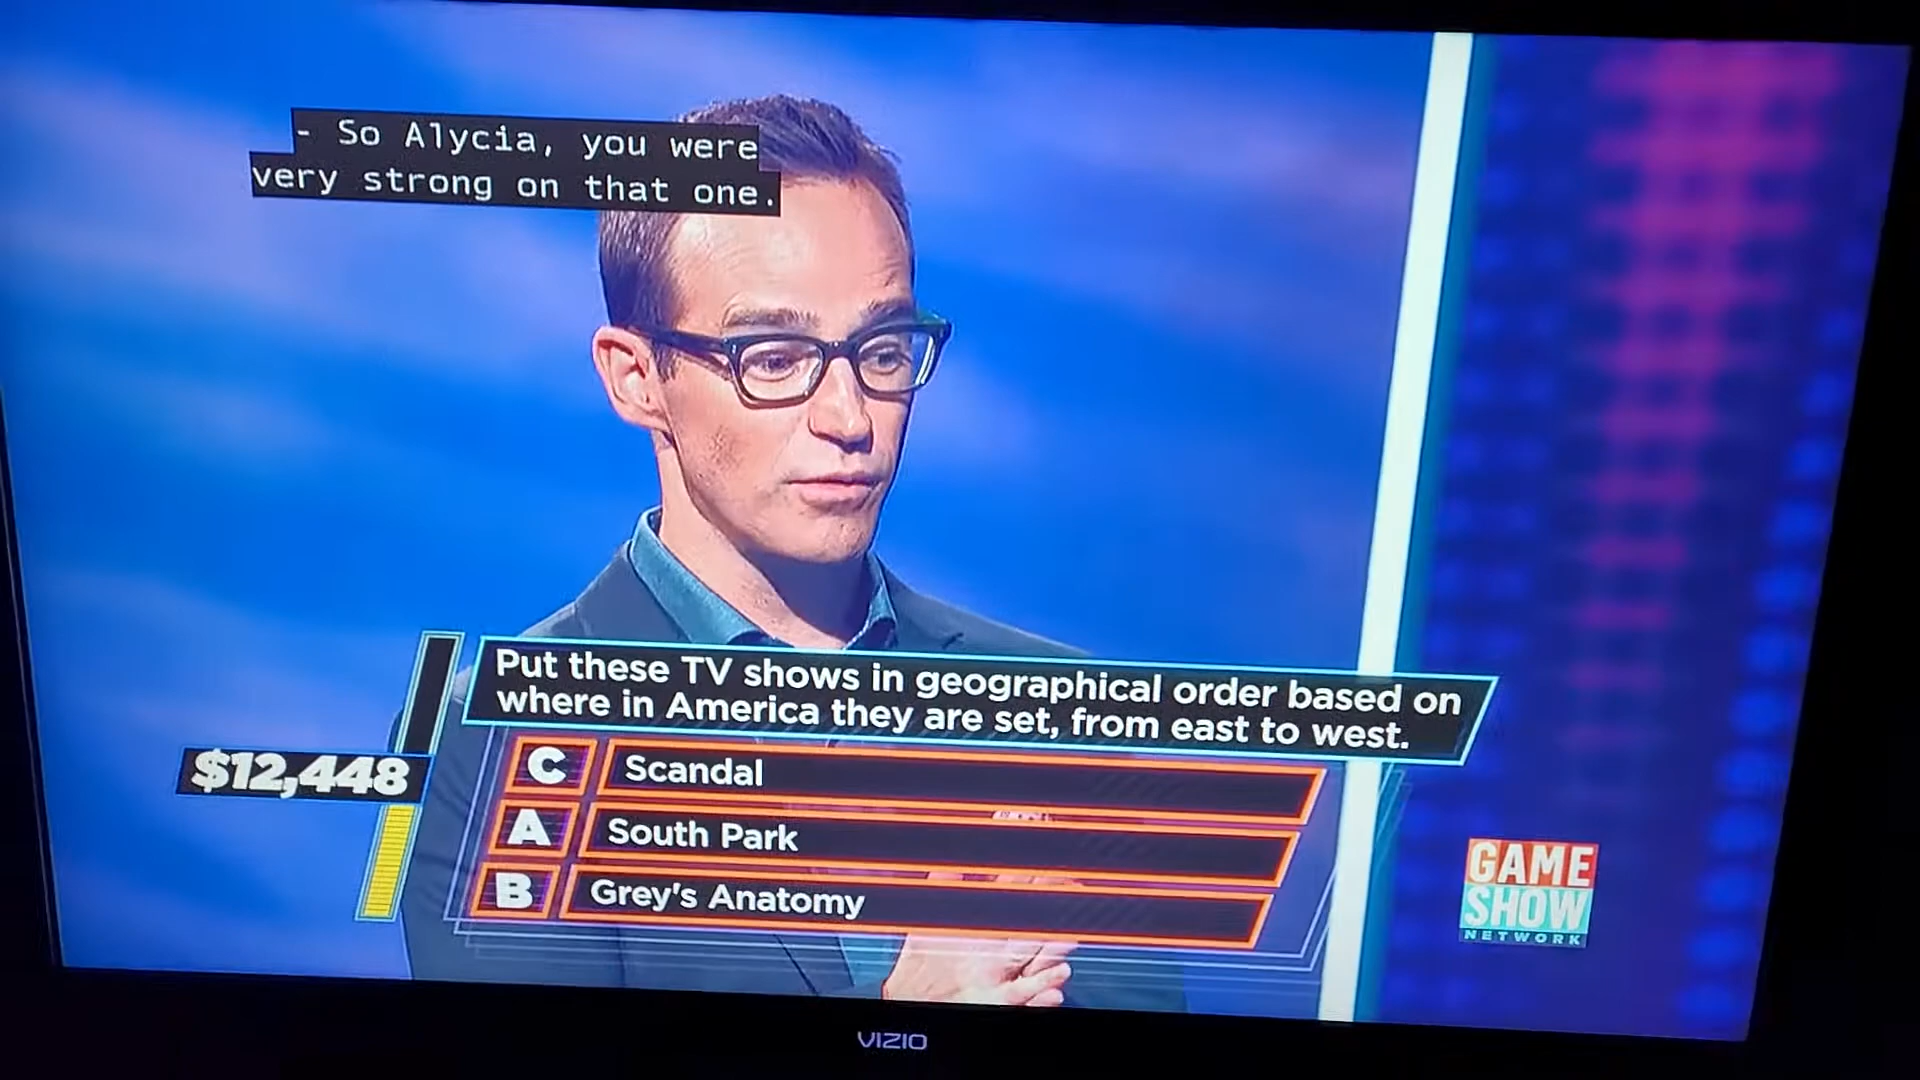 - So Alycia, you were
very strong on that one.
Put these TV shows in geographical order based on
where in America they are set, from east to west.
$12,448
C Scandal
A South Park
B Grey's Anatomy
GAME
SHOW
NETWORK
VIZIO